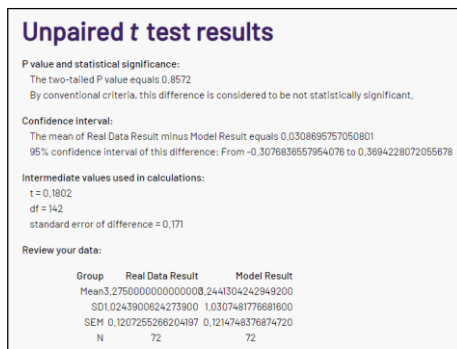 Unpaired t test results
P value and statistical significance:
The two-tailed P value equals 0,8572
By conventional criteria, this difference is considered to be not statistically significant,
Confidence interval:
The mean of Real Data Result minus Model Result equals 0,0308695757050801
95% confidence interval of this difference: From -0,3076836557954076 to 0,3694228072055678
Intermediate values used in calculations:
t = 0,1802
df = 142
standard error of difference = 0,171
Review your data:
Group Real Data Result Model Result
Mean
SD 1,0243900624273900 1,0307481776681600
SEM 0,1207255266204197 0,1214748376874720
N 72 72